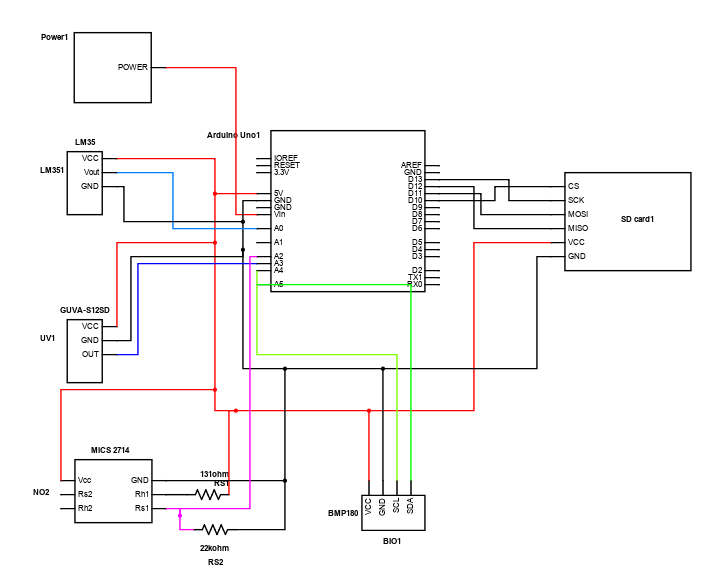 Power1
POWER
Arduino Uno1
LM35
LM351
VCC
Vout
GND
IOREF
RESET
3.3V
5V
GND
GND
Vin
A0
A1
A2
A3
A4
A5
AREF
GND
D13
D12
D11
D10
D9
D8
D7
D6
D5
D4
D3
D2
TX1
RX0
CS
SCK
MOSI
MISO
VCC
GND
SD card1
GUVA-S12SD
UV1
VCC
GND
OUT
MICS 2714
NO2
Vcc
Rs2
Rh2
GND
Rh1
Rs1
131ohm
RS1
22kohm
RS2
BMP180
VCC
GND
SCL
SDA
BIO1